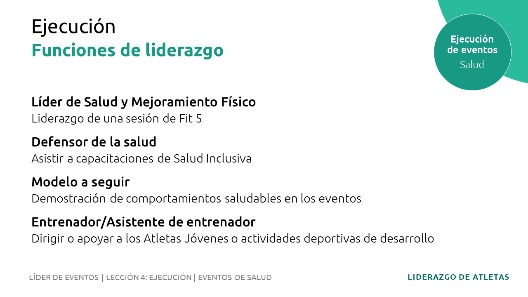 Ejecución
Funciones de liderazgo
Ejecución
de eventos
Salud
Líder de Salud y Mejoramiento Físico
Liderazgo de una sesión de Fit 5
Defensor de la salud
Asistir a capacitaciones de Salud Inclusiva
Modelo a seguir
Demostración de comportamientos saludables en los eventos
Entrenador/Asistente de entrenador
Dirigir o apoyar a los Atletas Jóvenes o actividades deportivas de desarrollo
LÍDER DE EVENTOS | LECCIÓN 4: EJECUCIÓN | EVENTOS DE SALUD
LIDERAZGO DE ATLETAS